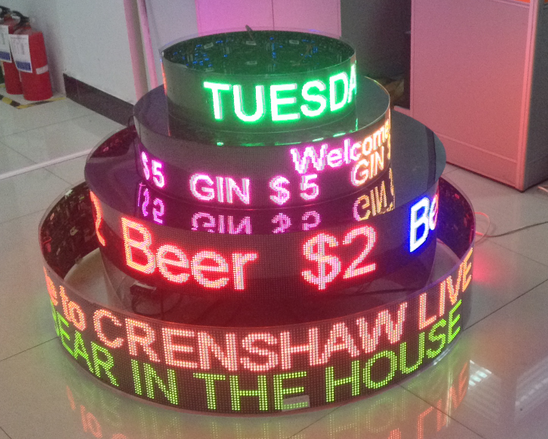 TUESDA
Welcome
$5 GIN $5 GIN
Beer $2 Be
to CRENSHAW LIVE
EAR IN THE HOUSE